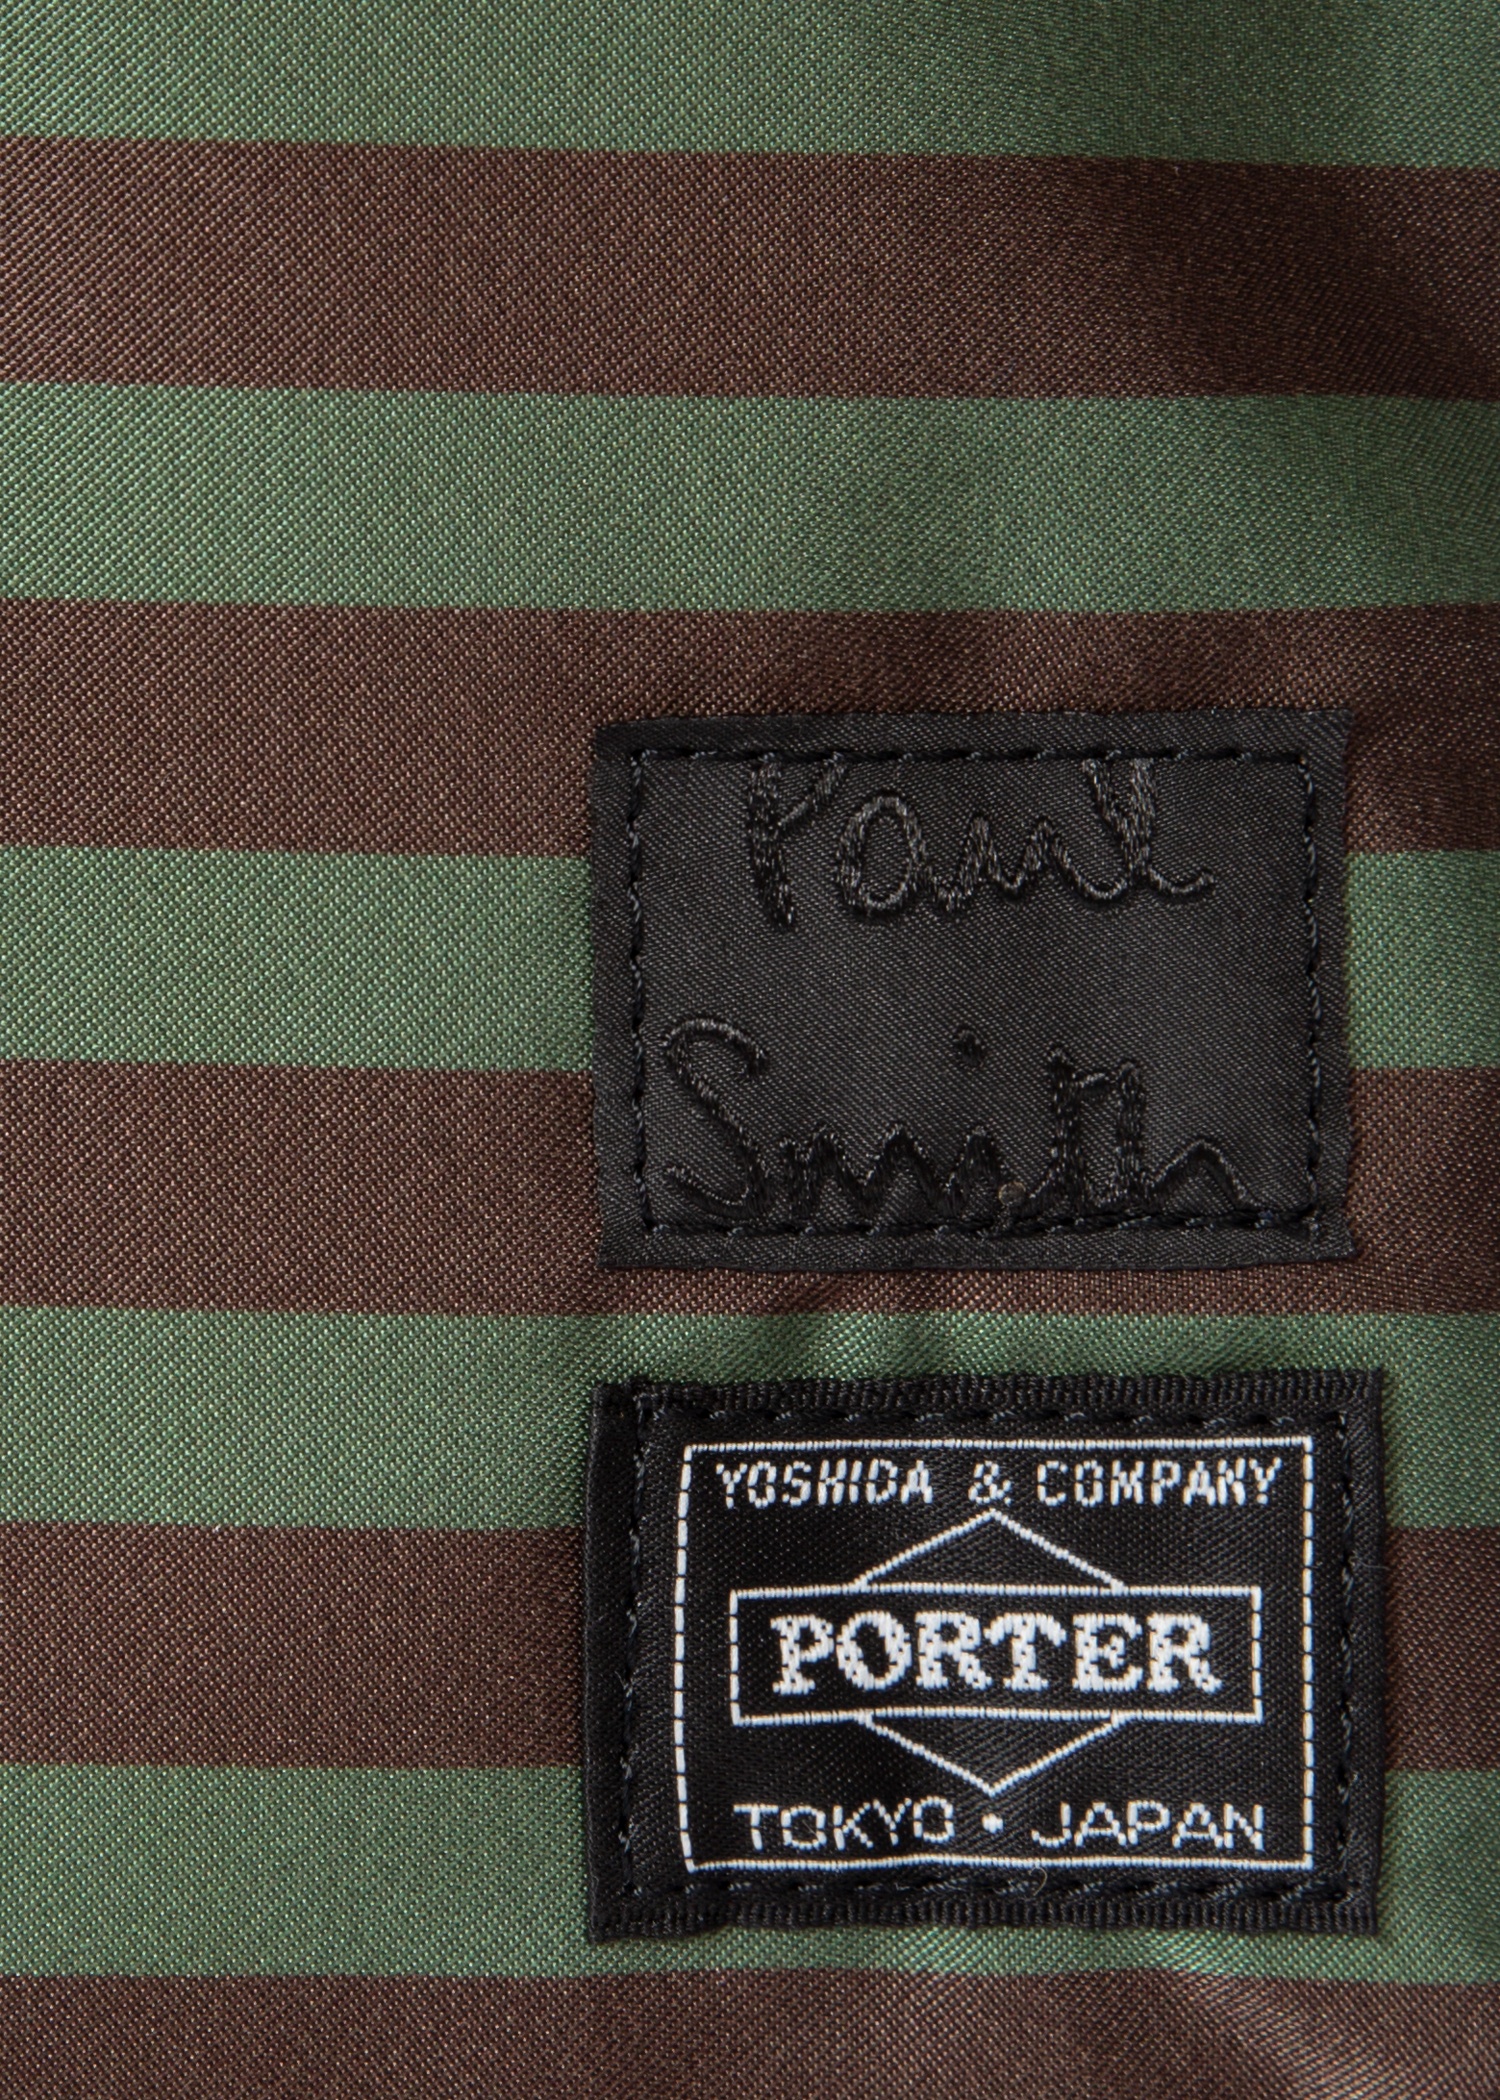 Paul
Smith
YOSHIDA & COMPANY
PORTER
TOKYO • JAPAN